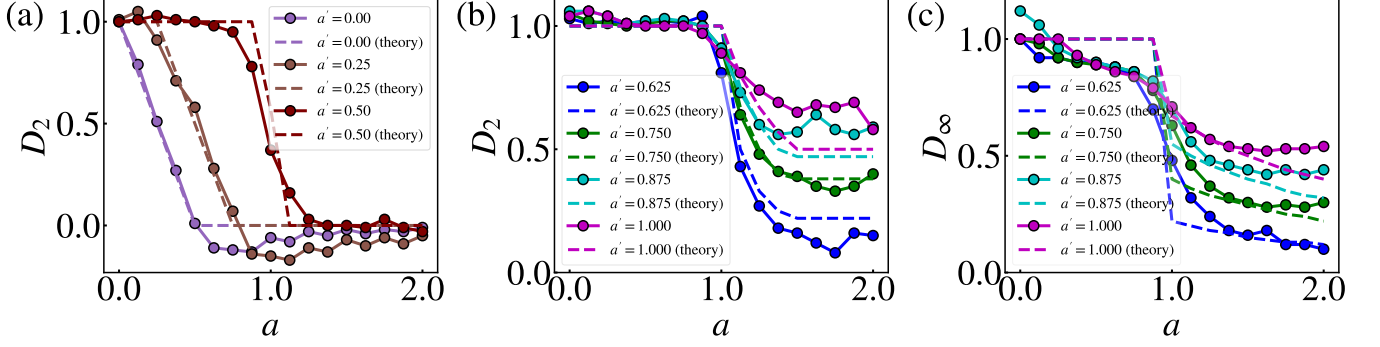 (a)
D₂
1.0
0.5
0.0
a′ = 0.00
a′ = 0.00 (theory)
a′ = 0.25
a′ = 0.25 (theory)
a′ = 0.50
a′ = 0.50 (theory)
0.0 1.0 2.0
a
(b)
D₂
1.0
0.5
0.0
a′ = 0.625
a′ = 0.625 (theory)
a′ = 0.750
a′ = 0.750 (theory)
a′ = 0.875
a′ = 0.875 (theory)
a′ = 1.000
a′ = 1.000 (theory)
0.0 1.0 2.0
a
(c)
D∞
1.0
0.5
0.0
a′ = 0.625
a′ = 0.625 (theory)
a′ = 0.750
a′ = 0.750 (theory)
a′ = 0.875
a′ = 0.875 (theory)
a′ = 1.000
a′ = 1.000 (theory)
0.0 1.0 2.0
a